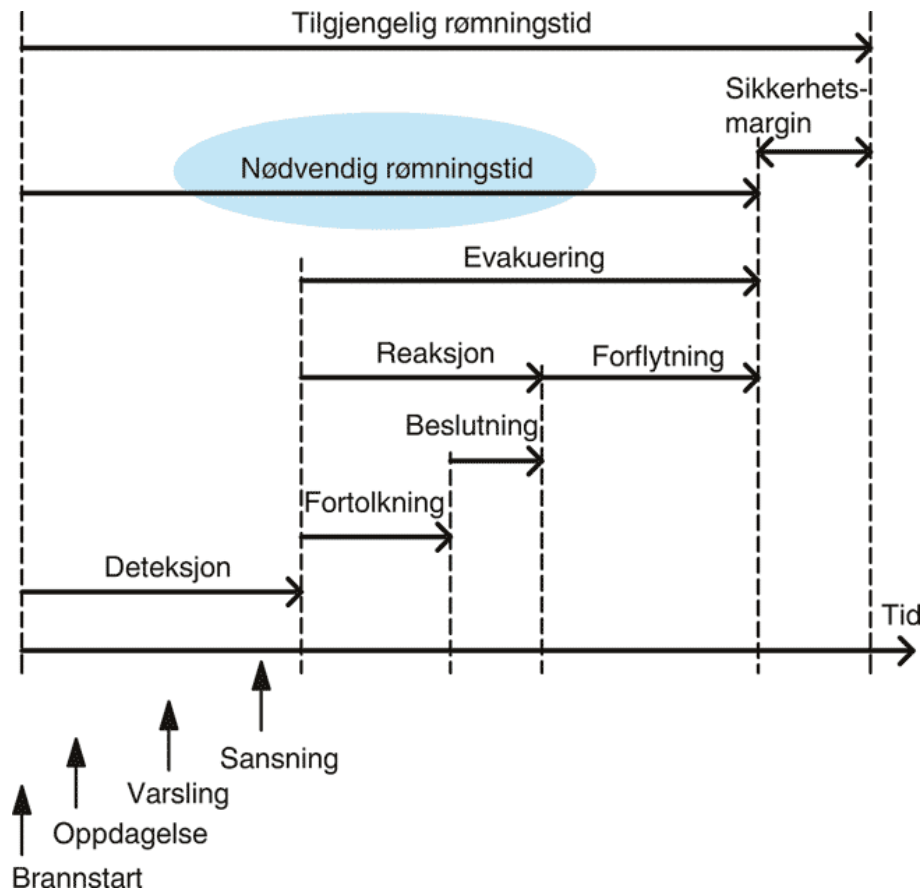 Tilgjengelig rømningstid
Sikkerhets-
margin
Nødvendig rømningstid
Evakuering
Reaksjon
Forflytning
Beslutning
Fortolkning
Deteksjon
Tid
Sansning
Varsling
Oppdagelse
Brannstart